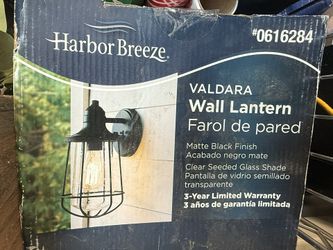 Harbor Breeze.
#0616284
VALDARA
Wall Lantern
Farol de pared
Matte Black Finish
Acabado negro mate
Clear Seeded Glass Shade
Pantalla de vidrio semillado
transparente
3-Year Limited Warranty
3 años de garantía limitada